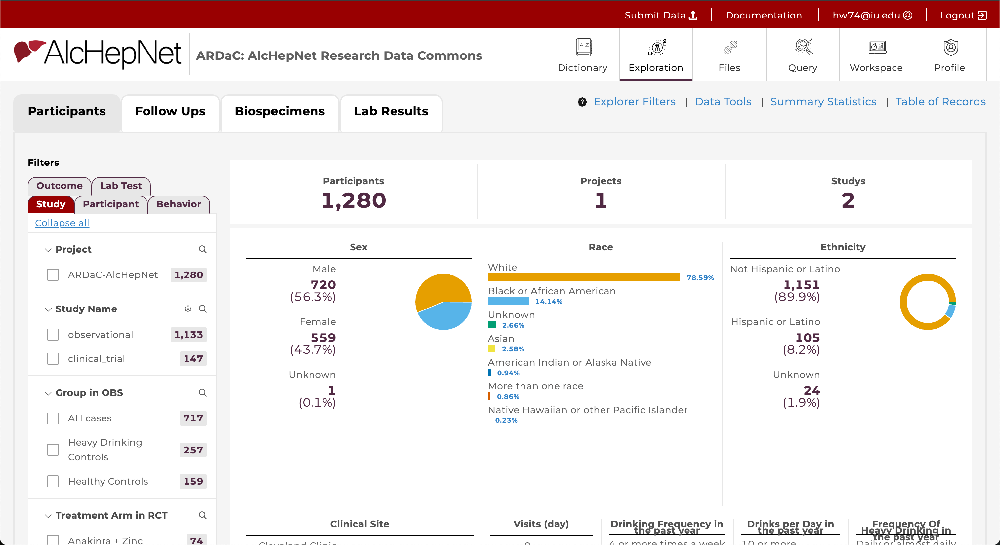 Submit Data | Documentation | hw74@iu.edu | Logout
AlcHepNet
ARDaC: AlcHepNet Research Data Commons
A-Z
Dictionary
Exploration
Files
Query
Workspace
Profile
Participants
Follow Ups
Biospecimens
Lab Results
? Explorer Filters | Data Tools | Summary Statistics | Table of Records
Filters
Outcome
Lab Test
Study
Participant
Behavior
Collapse all
Project
ARDaC-AlcHepNet 1,280
Study Name
observational 1,133
clinical_trial 147
Group in OBS
AH cases 717
Heavy Drinking
Controls 257
Healthy Controls 159
Treatment Arm in RCT
Anakinra + Zinc 74
Participants
1,280
Projects
1
Studys
2
Sex
Male
720
(56.3%)
Female
559
(43.7%)
Unknown
1
(0.1%)
Race
White
78.59%
Black or African American
14.14%
Unknown
2.66%
Asian
2.58%
American Indian or Alaska Native
0.94%
More than one race
0.86%
Native Hawaiian or other Pacific Islander
0.23%
Ethnicity
Not Hispanic or Latino
1,151
(89.9%)
Hispanic or Latino
105
(8.2%)
Unknown
24
(1.9%)
Clinical Site
Cleveland Clinic
Visits (day)
0
Drinking Frequency in
the past year
4 or more times a week
Drinks per Day in
the past year
10 or more
Frequency Of
Heavy Drinking in
the past year
Daily or almost daily